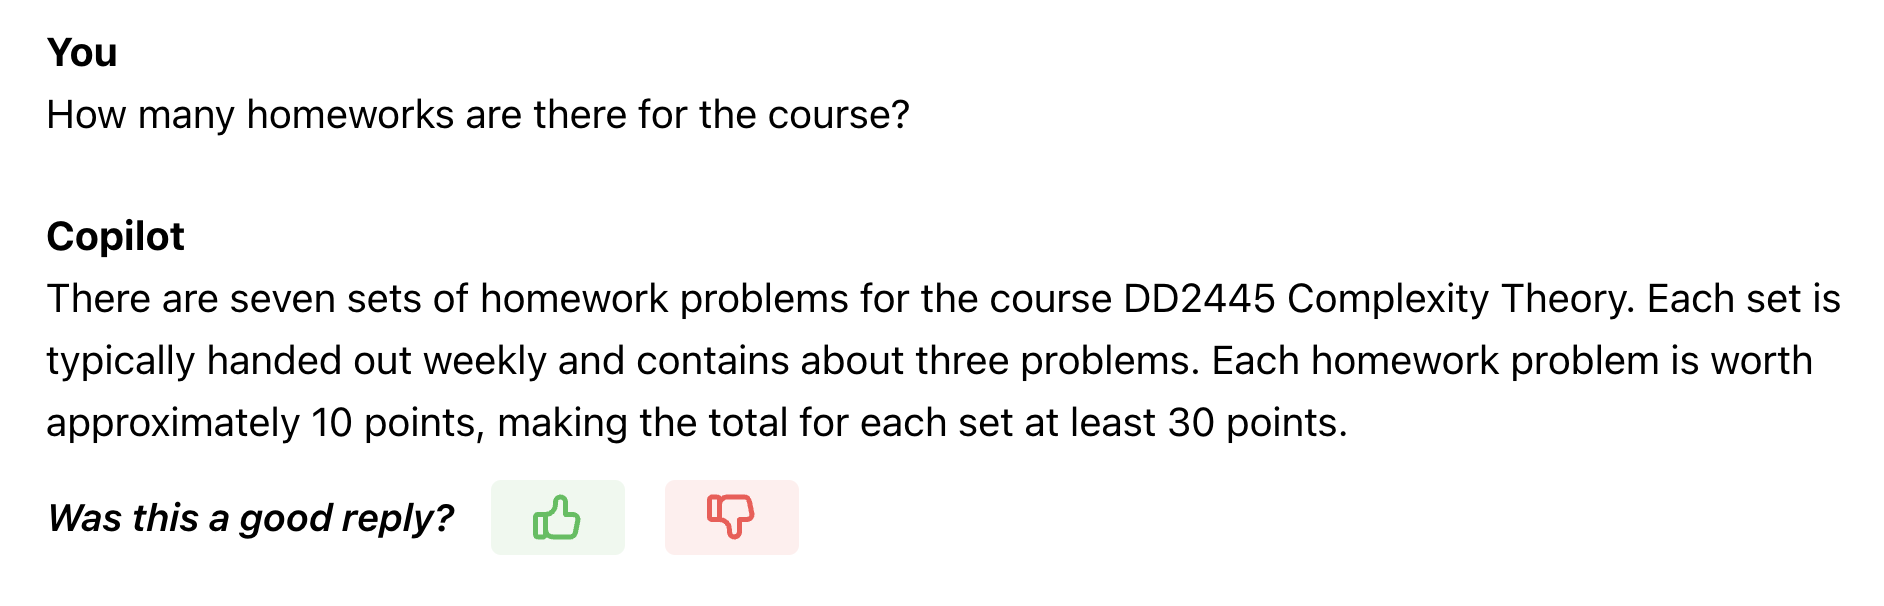 You
How many homeworks are there for the course?
Copilot
There are seven sets of homework problems for the course DD2445 Complexity Theory. Each set is
typically handed out weekly and contains about three problems. Each homework problem is worth
approximately 10 points, making the total for each set at least 30 points.
Was this a good reply?